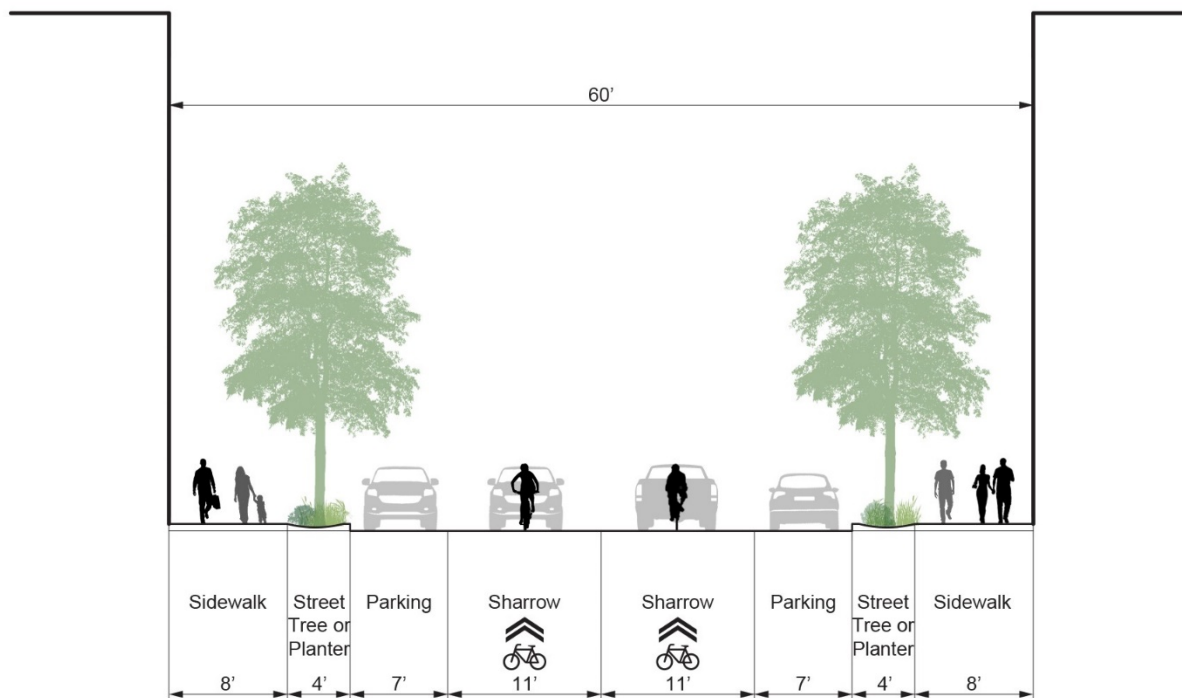 60’
Sidewalk
Street
Tree or
Planter
Parking
Sharrow
Sharrow
Parking
Street
Tree or
Planter
Sidewalk
8’
4’
7’
11’
11’
7’
4’
8’